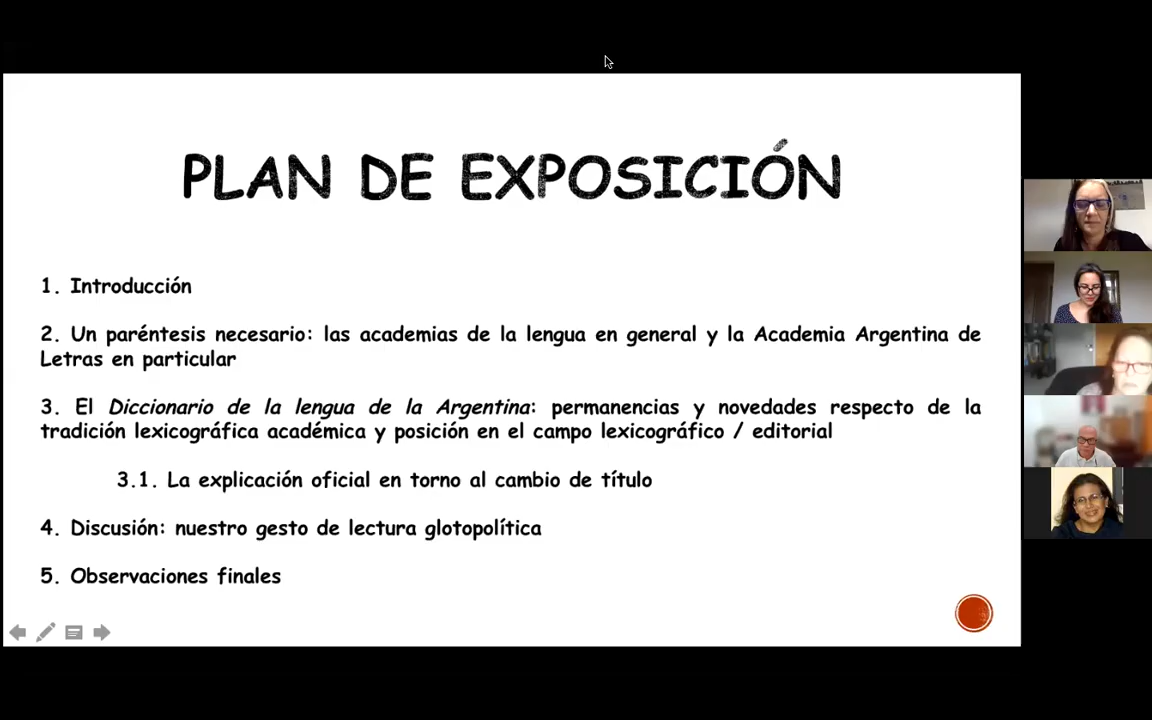 PLAN DE EXPOSICIÓN
1. Introducción
2. Un paréntesis necesario: las academias de la lengua en general y la Academia Argentina de
Letras en particular
3. El Diccionario de la lengua de la Argentina: permanencias y novedades respecto de la
tradición lexicográfica académica y posición en el campo lexicográfico / editorial
3.1. La explicación oficial en torno al cambio de título
4. Discusión: nuestro gesto de lectura glotopolítica
5. Observaciones finales